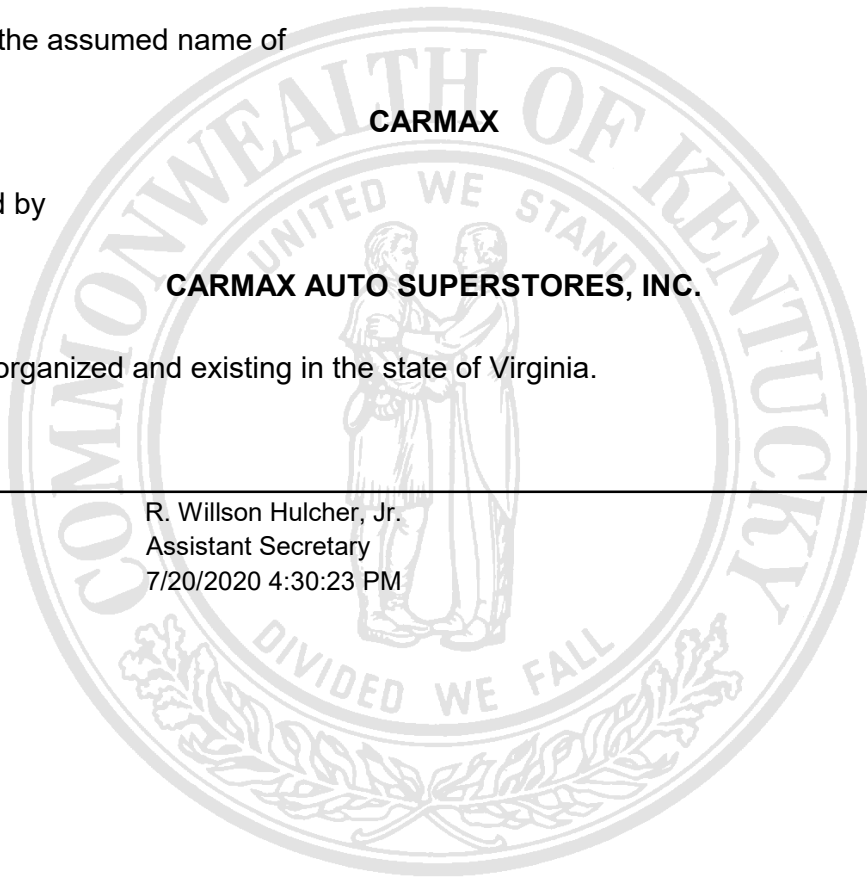 the assumed name of
CARMAX
d by
CARMAX AUTO SUPERSTORES, INC.
organized and existing in the state of Virginia.
R. Willson Hulcher, Jr.
Assistant Secretary
7/20/2020 4:30:23 PM
COMMONWEALTH OF KENTUCKY
UNITED WE STAND
DIVIDED WE FALL